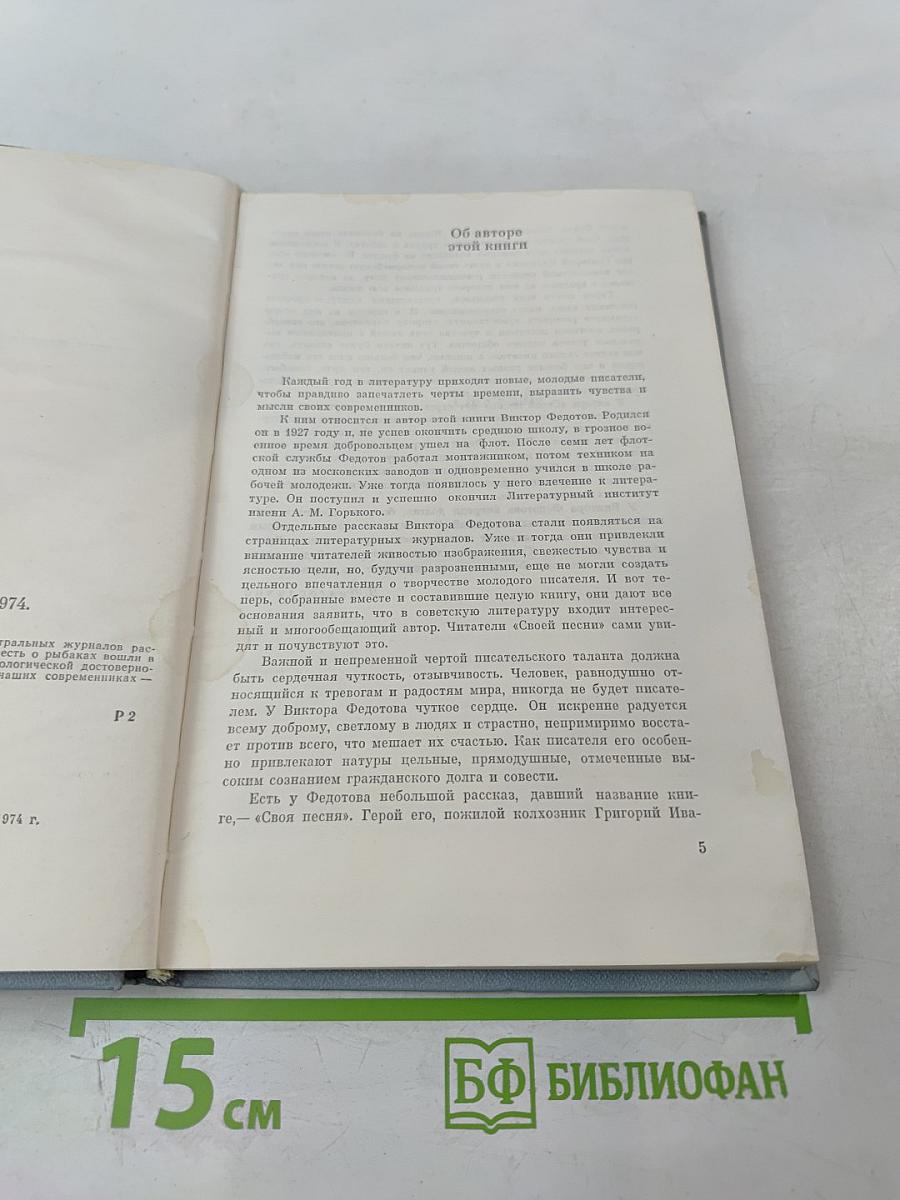 974.
тральных журналов рас-
есть о рыбаках вошли в
ологической достоверно-
наших современниках —
Р 2
1974 г.
Об авторе
этой книги
Каждый год в литературу приходят новые, молодые писатели,
чтобы правдиво запечатлеть черты времени, выразить чувства и
мысли своих современников.
К ним относится и автор этой книги Виктор Федотов. Родился
он в 1927 году и, не успев окончить среднюю школу, в грозное во-
енное время добровольцем ушел на флот. После семи лет флот-
ской службы Федотов работал монтажником, потом техником на
одном из московских заводов и одновременно учился в школе ра-
бочей молодежи. Уже тогда появилось у него влечение к литера-
туре. Он поступил и успешно окончил Литературный институт
имени А. М. Горького.
Отдельные рассказы Виктора Федотова стали появляться на
страницах литературных журналов. Уже и тогда они привлекли
внимание читателей живостью изображения, свежестью чувства и
ясностью цели, но, будучи разрозненными, еще не могли создать
цельного впечатления о творчестве молодого писателя. И вот те-
перь, собранные вместе и составившие целую книгу, они дают все
основания заявить, что в советскую литературу входит интерес-
ный и многообещающий автор. Читатели «Своей песни» сами уви-
дят и почувствуют это.
Важной и непременной чертой писательского таланта должна
быть сердечная чуткость, отзывчивость. Человек, равнодушно от-
носящийся к тревогам и радостям мира, никогда не будет писате-
лем. У Виктора Федотова чуткое сердце. Он искренне радуется
всему доброму, светлому в людях и страстно, непримиримо восста-
ет против всего, что мешает их счастью. Как писателя его особен-
но привлекают натуры цельные, прямодушные, отмеченные вы-
соким сознанием гражданского долга и совести.
Есть у Федотова небольшой рассказ, давший название кни-
ге,— «Своя песня». Герой его, пожилой колхозник Григорий Ива-
5
15 см
БФ БИБЛИОФАН